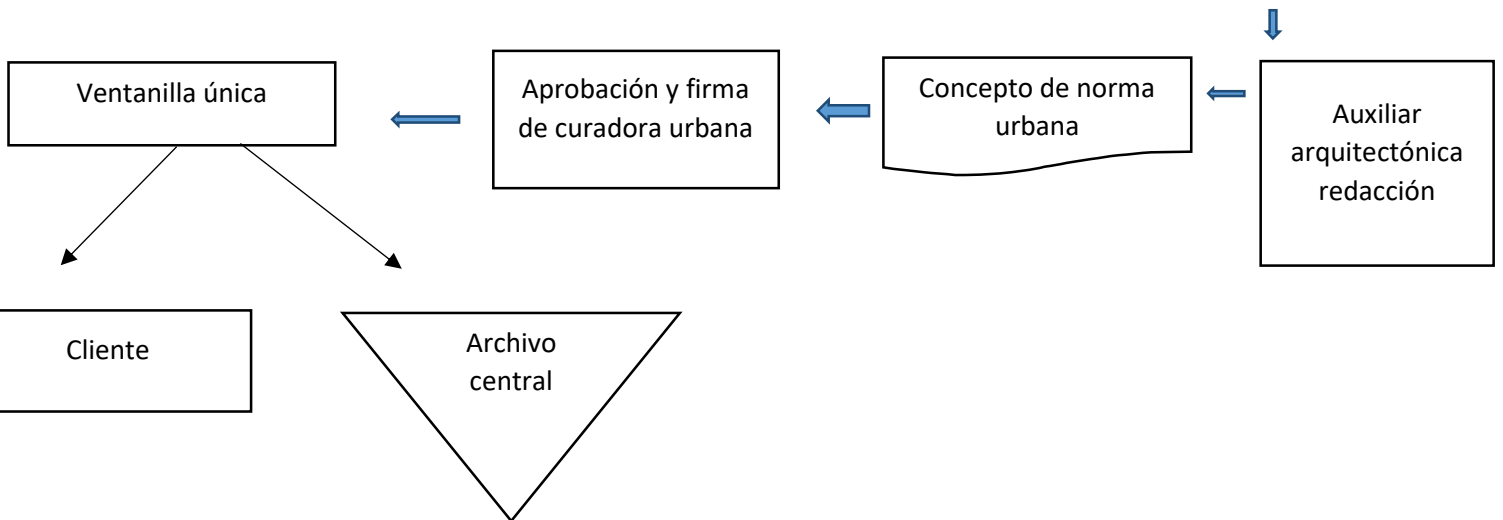 Ventanilla única
Aprobación y firma
de curadora urbana
Concepto de norma
urbana
Auxiliar
arquitectónica
redacción
Cliente
Archivo
central